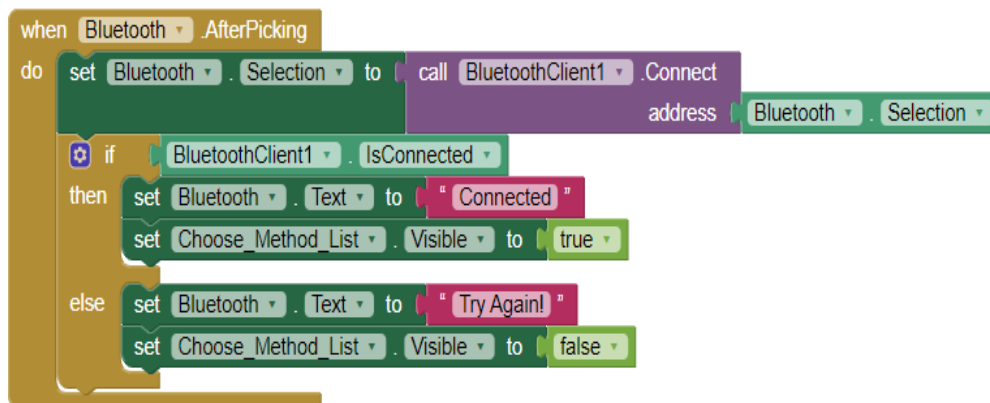 when Bluetooth .AfterPicking
do set Bluetooth . Selection to call BluetoothClient1 .Connect
address Bluetooth . Selection
if BluetoothClient1 . IsConnected
then set Bluetooth . Text to " Connected "
set Choose_Method_List . Visible to true
else set Bluetooth . Text to " Try Again! "
set Choose_Method_List . Visible to false